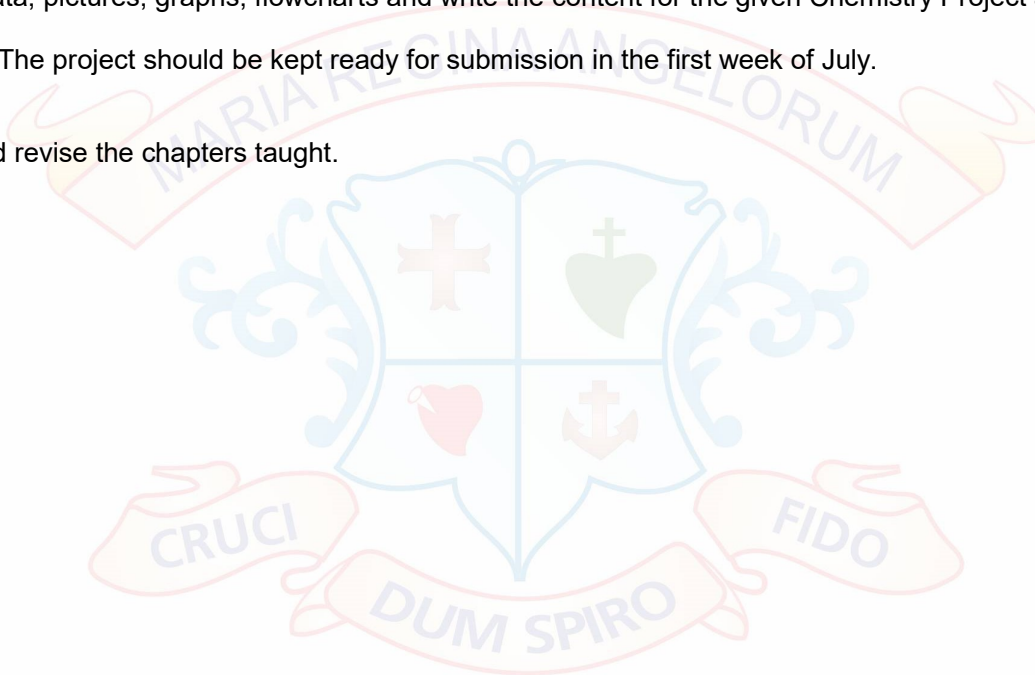 ata, pictures, graphs, flowcharts and write the content for the given Chemistry Project
The project should be kept ready for submission in the first week of July.
d revise the chapters taught.
MARIA REGINA ANGELORUM
CRUCI
FIDO
DUM SPIRO